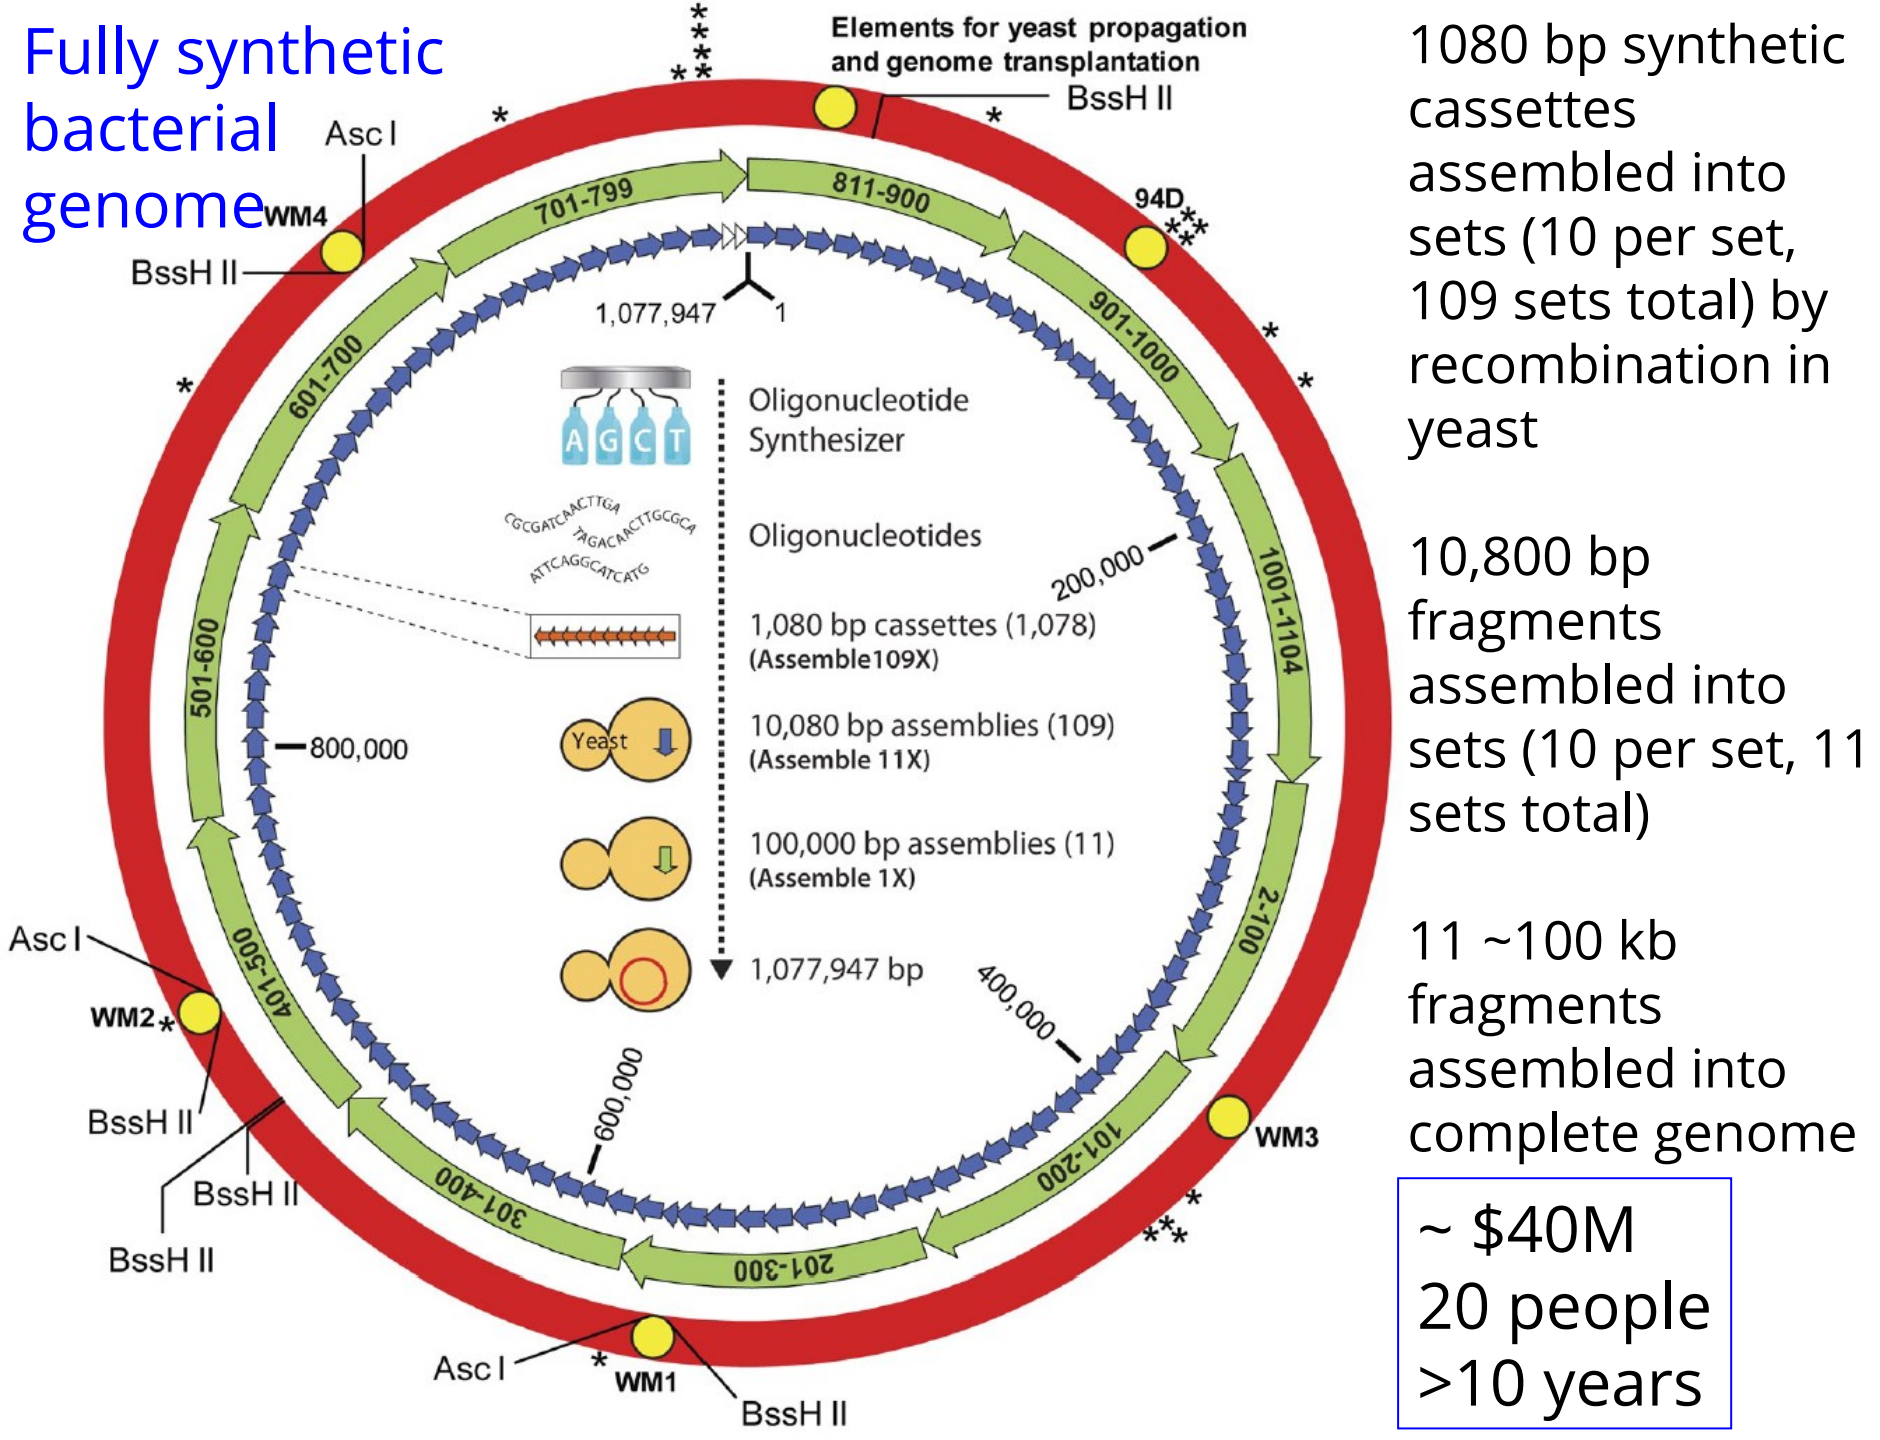 Fully synthetic
bacterial
genome
*
*
*
*
* *
Elements for yeast propagation
and genome transplantation
BssH II
*
*
Asc I
WM4
BssH II
94D
*
* *
* *
*
*
*
701-799
811-900
901-1000
1001-1104
2-100
101-200
201-300
301-400
401-500
501-600
601-700
1,077,947
1
200,000
400,000
600,000
800,000
A G C T
Oligonucleotide
Synthesizer
CGCGATCAACTTGA
TAGACAACTTGCGCA
ATTCAGGCATCATG
Oligonucleotides
1,080 bp cassettes (1,078)
(Assemble109X)
Yeast
10,080 bp assemblies (109)
(Assemble 11X)
100,000 bp assemblies (11)
(Assemble 1X)
1,077,947 bp
Asc I
WM2 *
BssH II
BssH II
BssH II
Asc I
*
WM1
BssH II
WM3
*
* *
* *
1080 bp synthetic
cassettes
assembled into
sets (10 per set,
109 sets total) by
recombination in
yeast
10,800 bp
fragments
assembled into
sets (10 per set, 11
sets total)
11 ~100 kb
fragments
assembled into
complete genome
~ $40M
20 people
>10 years